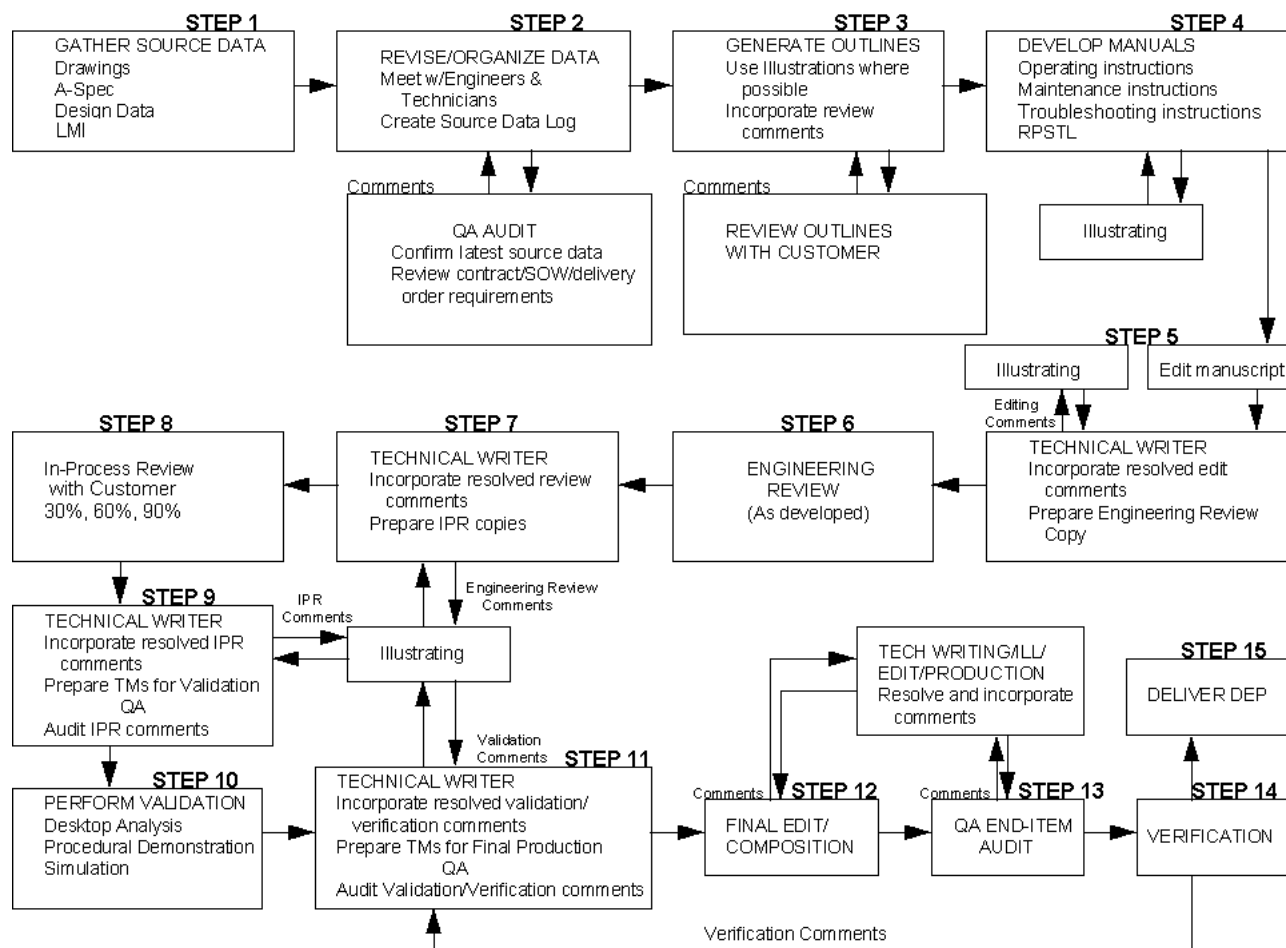 STEP 1
GATHER SOURCE DATA
Drawings
A-Spec
Design Data
LMI
STEP 2
REVISE/ORGANIZE DATA
Meet w/Engineers &
Technicians
Create Source Data Log
Comments
QA AUDIT
Confirm latest source data
Review contract/SOW/delivery
order requirements
STEP 3
GENERATE OUTLINES
Use Illustrations where
possible
Incorporate review
comments
Comments
REVIEW OUTLINES
WITH CUSTOMER
STEP 4
DEVELOP MANUALS
Operating instructions
Maintenance instructions
Troubleshooting instructions
RPSTL
Illustrating
STEP 5
Illustrating
Edit manuscript
Editing
Comments
TECHNICAL WRITER
Incorporate resolved edit
comments
Prepare Engineering Review
Copy
STEP 6
ENGINEERING
REVIEW
(As developed)
STEP 7
TECHNICAL WRITER
Incorporate resolved review
comments
Prepare IPR copies
Engineering Review
Comments
STEP 8
In-Process Review
with Customer
30%, 60%, 90%
STEP 9
TECHNICAL WRITER
Incorporate resolved IPR
comments
Prepare TMs for Validation
QA
Audit IPR comments
IPR
Comments
Illustrating
Validation
Comments
STEP 10
PERFORM VALIDATION
Desktop Analysis
Procedural Demonstration
Simulation
STEP 11
TECHNICAL WRITER
Incorporate resolved validation/
verification comments
Prepare TMs for Final Production
QA
Audit Validation/Verification comments
TECH WRITING/ILL/
EDIT/PRODUCTION
Resolve and incorporate
comments
Comments
STEP 12
FINAL EDIT/
COMPOSITION
Comments
STEP 13
QA END-ITEM
AUDIT
STEP 14
VERIFICATION
STEP 15
DELIVER DEP
Verification Comments